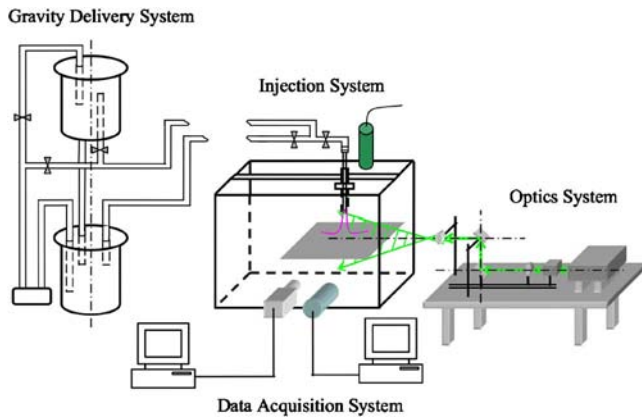 Gravity Delivery System
Injection System
Optics System
Data Acquisition System